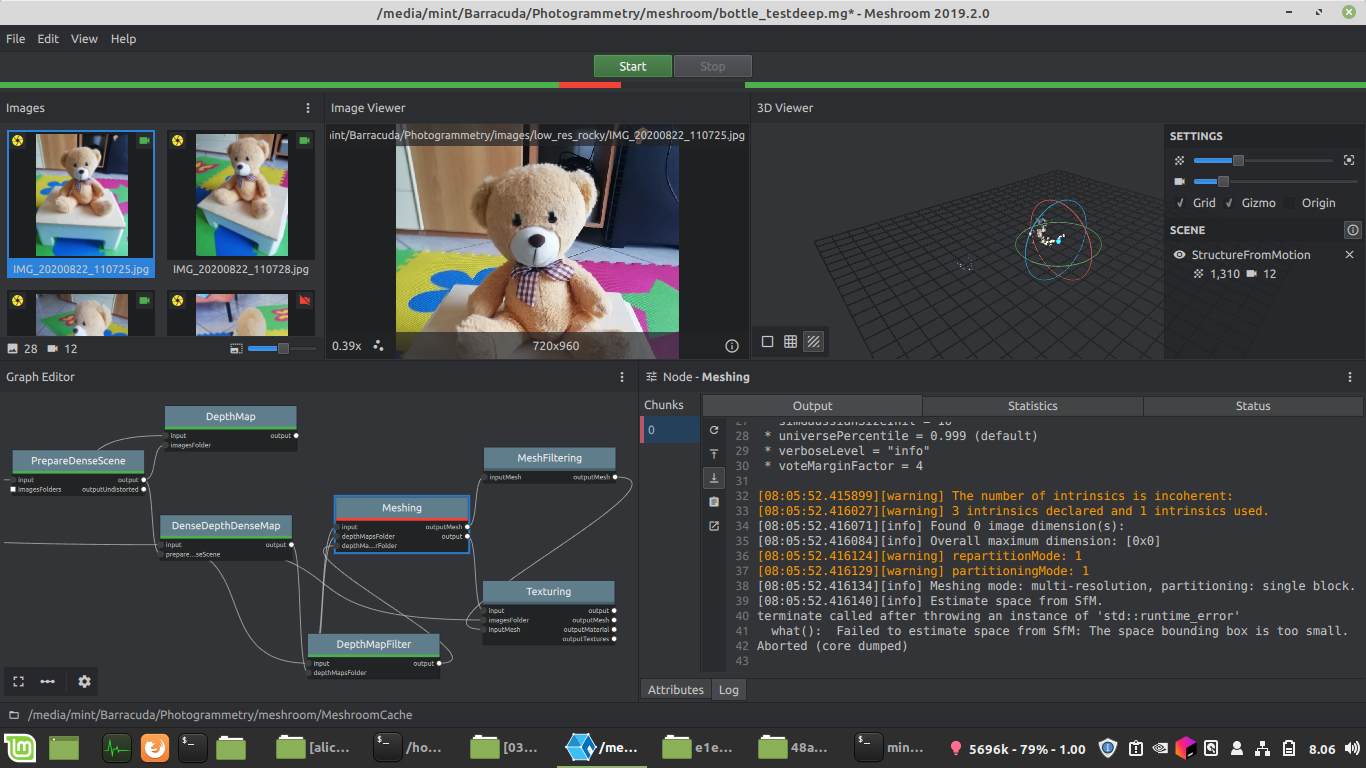 /media/mint/Barracuda/Photogrammetry/meshroom/bottle_testdeep.mg* - Meshroom 2019.2.0
File Edit View Help
Start Stop
Images
IMG_20200822_110725.jpg IMG_20200822_110728.jpg
28 12
Image Viewer
int/Barracuda/Photogrammetry/images/low_res_rocky/IMG_20200822_110725.jpg
0.39x 720x960
3D Viewer
SETTINGS
Grid Gizmo Origin
SCENE
StructureFromMotion
1,310 12
Graph Editor
DepthMap
input output
imagesFolder
PrepareDenseScene
input output
imagesFolders outputUndistorted
DenseDepthDenseMap
input output
prepare...seScene
Meshing
input outputMesh
depthMapsFolder output
depthMa...rFolder
MeshFiltering
inputMesh outputMesh
Texturing
input output
imagesFolder outputMesh
inputMesh outputMaterial
outputTextures
DepthMapFilter
input output
depthMapsFolder
Node - Meshing
Chunks
0
Output Statistics Status
27 * simGaussianSizeInit = 10
28 * universePercentile = 0.999 (default)
29 * verboseLevel = "info"
30 * voteMarginFactor = 4
31
32 [08:05:52.415899][warning] The number of intrinsics is incoherent:
33 [08:05:52.416027][warning] 3 intrinsics declared and 1 intrinsics used.
34 [08:05:52.416071][info] Found 0 image dimension(s):
35 [08:05:52.416084][info] Overall maximum dimension: [0x0]
36 [08:05:52.416124][warning] repartitionMode: 1
37 [08:05:52.416129][warning] partitioningMode: 1
38 [08:05:52.416134][info] Meshing mode: multi-resolution, partitioning: single block.
39 [08:05:52.416140][info] Estimate space from SfM.
40 terminate called after throwing an instance of 'std::runtime_error'
41 what(): Failed to estimate space from SfM: The space bounding box is too small.
42 Aborted (core dumped)
43
Attributes Log
/media/mint/Barracuda/Photogrammetry/meshroom/MeshroomCache
[alic... /ho... [03... /me... e1e... 48a... min... 5696k - 79% - 1.00 8.06